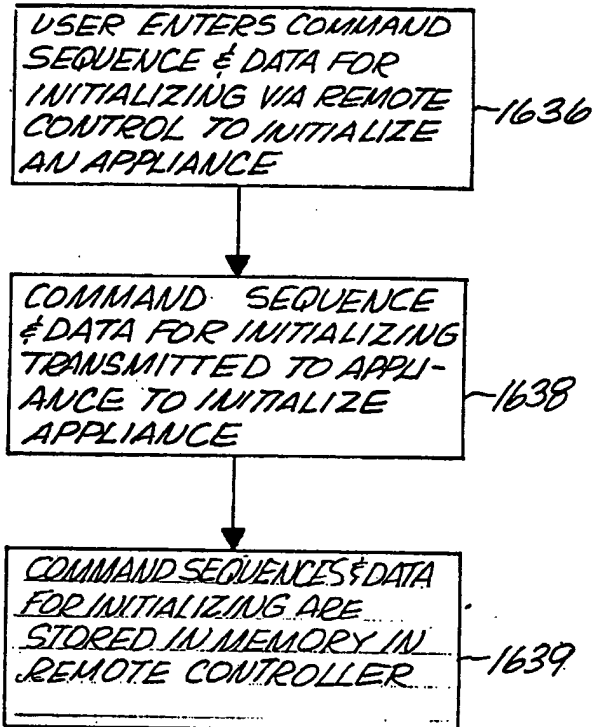 USER ENTERS COMMAND
SEQUENCE & DATA FOR
INITIALIZING VIA REMOTE
CONTROL TO INITIALIZE
AN APPLIANCE
1636
COMMAND SEQUENCE
& DATA FOR INITIALIZING
TRANSMITTED TO APPLI-
ANCE TO INITIALIZE
APPLIANCE
1638
COMMAND SEQUENCES & DATA
FOR INITIALIZING ARE
STORED IN MEMORY IN
REMOTE CONTROLLER
1639